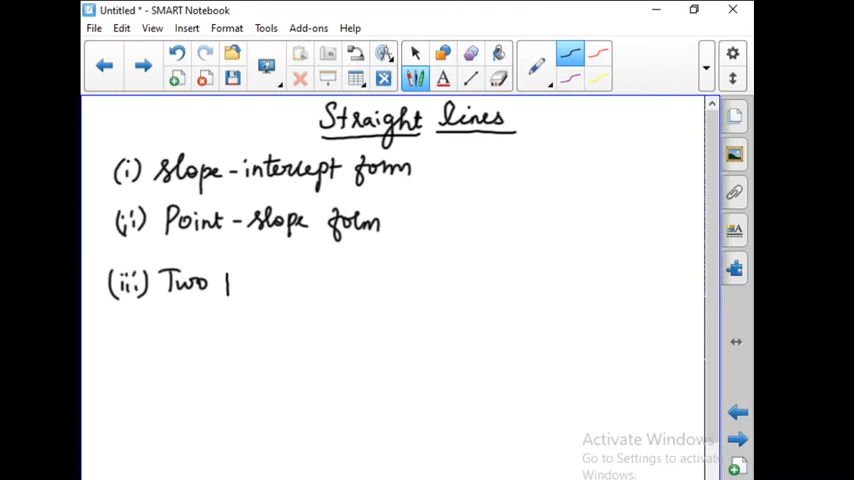 Untitled * - SMART Notebook
File Edit View Insert Format Tools Add-ons Help
Straight lines
(i) slope-intercept form
(ii) Point-slope form
(iii) Two
Activate Windows
Go to Settings to activate
Windows.